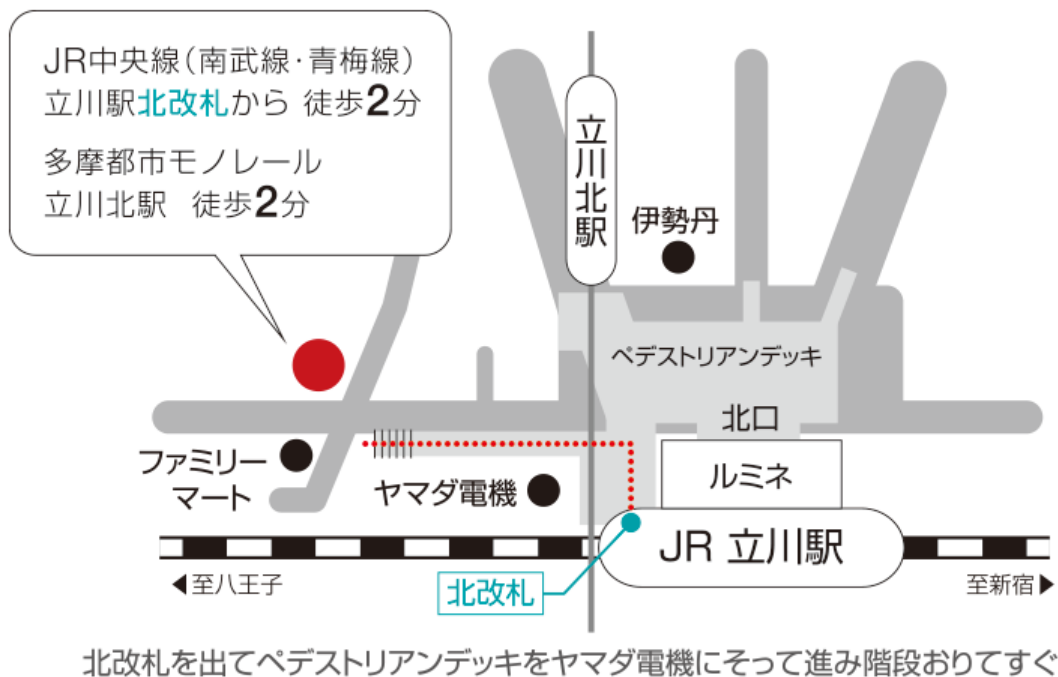 JR中央線(南武線・青梅線)
立川駅北改札から 徒歩2分
多摩都市モノレール
立川北駅 徒歩2分
立川北駅
伊勢丹
ペデストリアンデッキ
北口
ファミリー
マート
ヤマダ電機
ルミネ
JR 立川駅
◀至八王子
北改札
至新宿▶
北改札を出てペデストリアンデッキをヤマダ電機にそって進み階段おりてすぐ